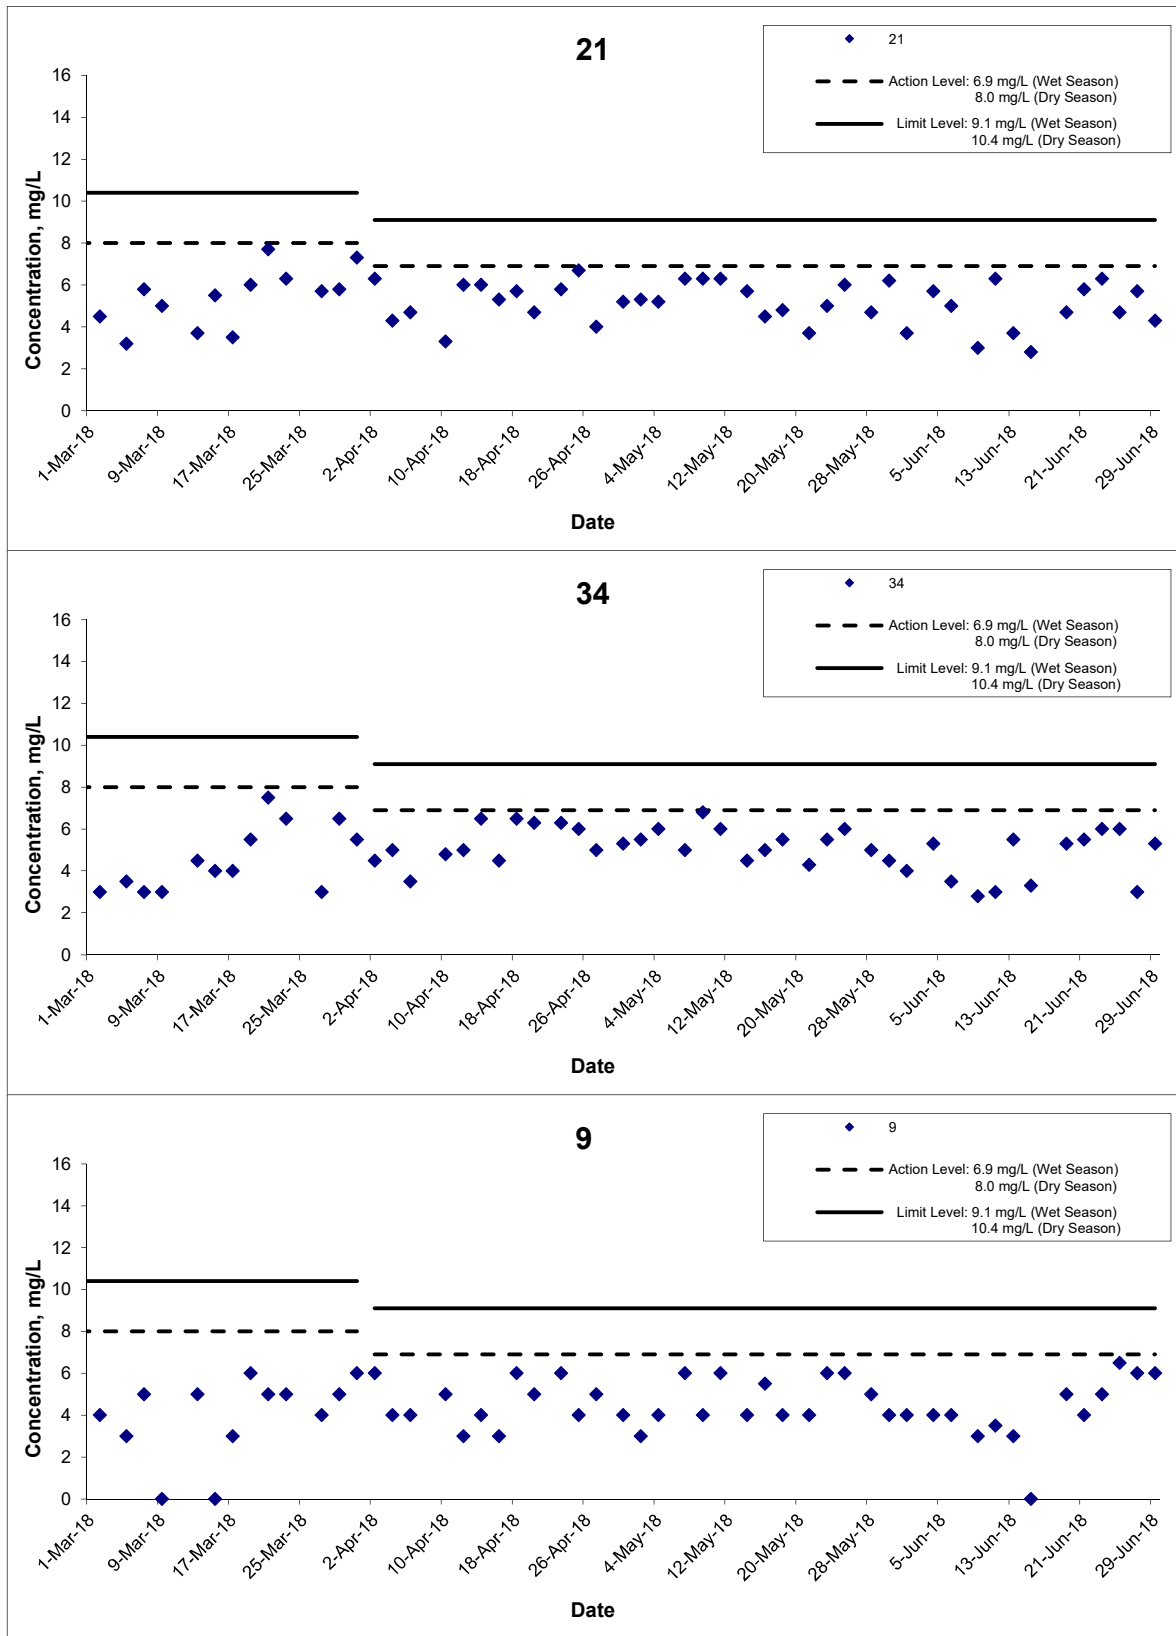 21
21
Action Level: 6.9 mg/L (Wet Season)
8.0 mg/L (Dry Season)
Limit Level: 9.1 mg/L (Wet Season)
10.4 mg/L (Dry Season)
Concentration, mg/L
16
14
12
10
8
6
4
2
0
1-Mar-18
9-Mar-18
17-Mar-18
25-Mar-18
2-Apr-18
10-Apr-18
18-Apr-18
26-Apr-18
4-May-18
12-May-18
20-May-18
28-May-18
5-Jun-18
13-Jun-18
21-Jun-18
29-Jun-18
Date
34
34
Action Level: 6.9 mg/L (Wet Season)
8.0 mg/L (Dry Season)
Limit Level: 9.1 mg/L (Wet Season)
10.4 mg/L (Dry Season)
Concentration, mg/L
16
14
12
10
8
6
4
2
0
1-Mar-18
9-Mar-18
17-Mar-18
25-Mar-18
2-Apr-18
10-Apr-18
18-Apr-18
26-Apr-18
4-May-18
12-May-18
20-May-18
28-May-18
5-Jun-18
13-Jun-18
21-Jun-18
29-Jun-18
Date
9
9
Action Level: 6.9 mg/L (Wet Season)
8.0 mg/L (Dry Season)
Limit Level: 9.1 mg/L (Wet Season)
10.4 mg/L (Dry Season)
Concentration, mg/L
16
14
12
10
8
6
4
2
0
1-Mar-18
9-Mar-18
17-Mar-18
25-Mar-18
2-Apr-18
10-Apr-18
18-Apr-18
26-Apr-18
4-May-18
12-May-18
20-May-18
28-May-18
5-Jun-18
13-Jun-18
21-Jun-18
29-Jun-18
Date